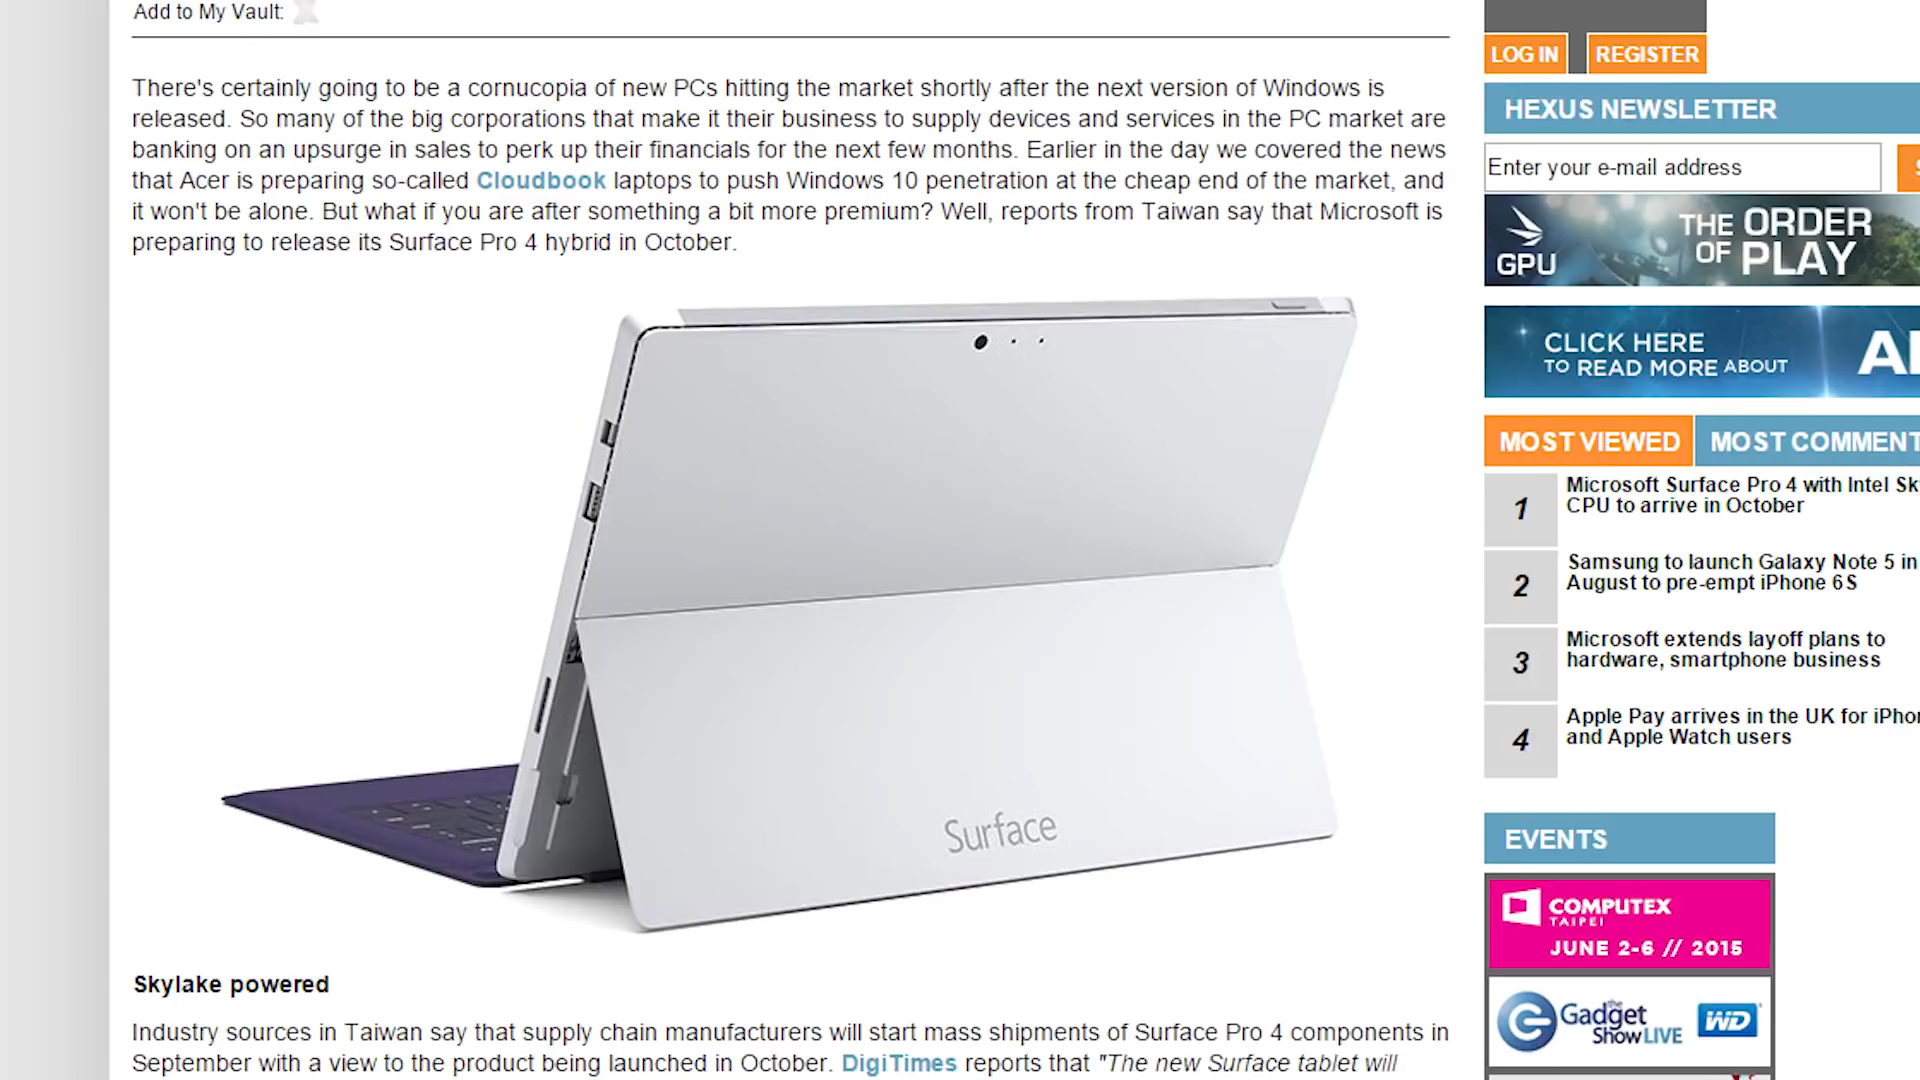 Add to My Vault:
There's certainly going to be a cornucopia of new PCs hitting the market shortly after the next version of Windows is
released. So many of the big corporations that make it their business to supply devices and services in the PC market are
banking on an upsurge in sales to perk up their financials for the next few months. Earlier in the day we covered the news
that Acer is preparing so-called Cloudbook laptops to push Windows 10 penetration at the cheap end of the market, and
it won't be alone. But what if you are after something a bit more premium? Well, reports from Taiwan say that Microsoft is
preparing to release its Surface Pro 4 hybrid in October.
Surface
Skylake powered
Industry sources in Taiwan say that supply chain manufacturers will start mass shipments of Surface Pro 4 components in
September with a view to the product being launched in October. DigiTimes reports that "The new Surface tablet will
LOG IN REGISTER
HEXUS NEWSLETTER
Enter your e-mail address
GPU
THE ORDER
OF PLAY
CLICK HERE
TO READ MORE ABOUT
MOST VIEWED MOST COMMENT
1 Microsoft Surface Pro 4 with Intel Sk
CPU to arrive in October
2 Samsung to launch Galaxy Note 5 in
August to pre-empt iPhone 6S
3 Microsoft extends layoff plans to
hardware, smartphone business
4 Apple Pay arrives in the UK for iPho
and Apple Watch users
EVENTS
COMPUTEX
TAIPEI
JUNE 2-6 // 2015
the Gadget
Show LIVE
WD